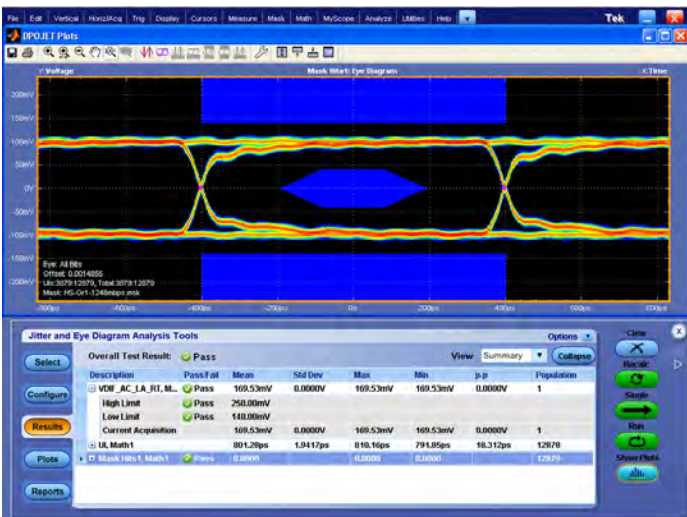 File Edit Vertical Horiz/Acq Trig Display Cursors Measure Mask Math MyScope Analyze Utilities Help Tek
DPOJET Plots
Y:Voltage Mask Hits1: Eye Diagram X:Time
200mV
150mV
100mV
50mV
0V
-50mV
-100mV
-150mV
-200mV
Eye: All Bits
Offset: 0.0014855
UIs:3879:12879, Total:3879:12879
Mask: HS-Gr1-1248mbps.msk
-600ps -400ps -200ps 0s 200ps 400ps 600ps
Jitter and Eye Diagram Analysis Tools Options Clear X
Select Overall Test Result: Pass View Summary Collapse Recalc
Description Pass/Fail Mean Std Dev Max Min p-p Population
VDIF_AC_LA_RT, M... Pass 169.53mV 0.0000V 169.53mV 169.53mV 0.0000V 1
Configure High Limit Pass 250.00mV Single
Low Limit Pass 140.00mV
Results Current Acquisition 169.53mV 0.0000V 169.53mV 169.53mV 0.0000V 1 Run
UI, Math1 801.28ps 1.9417ps 810.16ps 791.85ps 18.312ps 12878
Plots Mask Hits1, Math1 Pass 0.0000 0.0000 0.0000 Show Plots
Reports